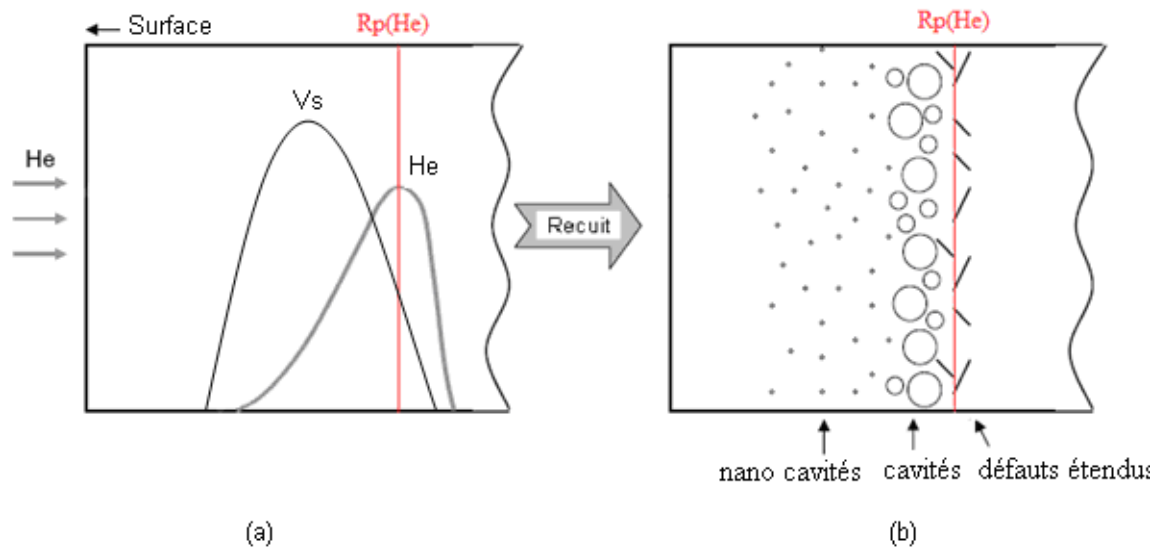 Surface
Rp(He)
Vs
He
He
Recuit
Rp(He)
nano cavités
cavités
défauts étendus
(a)
(b)